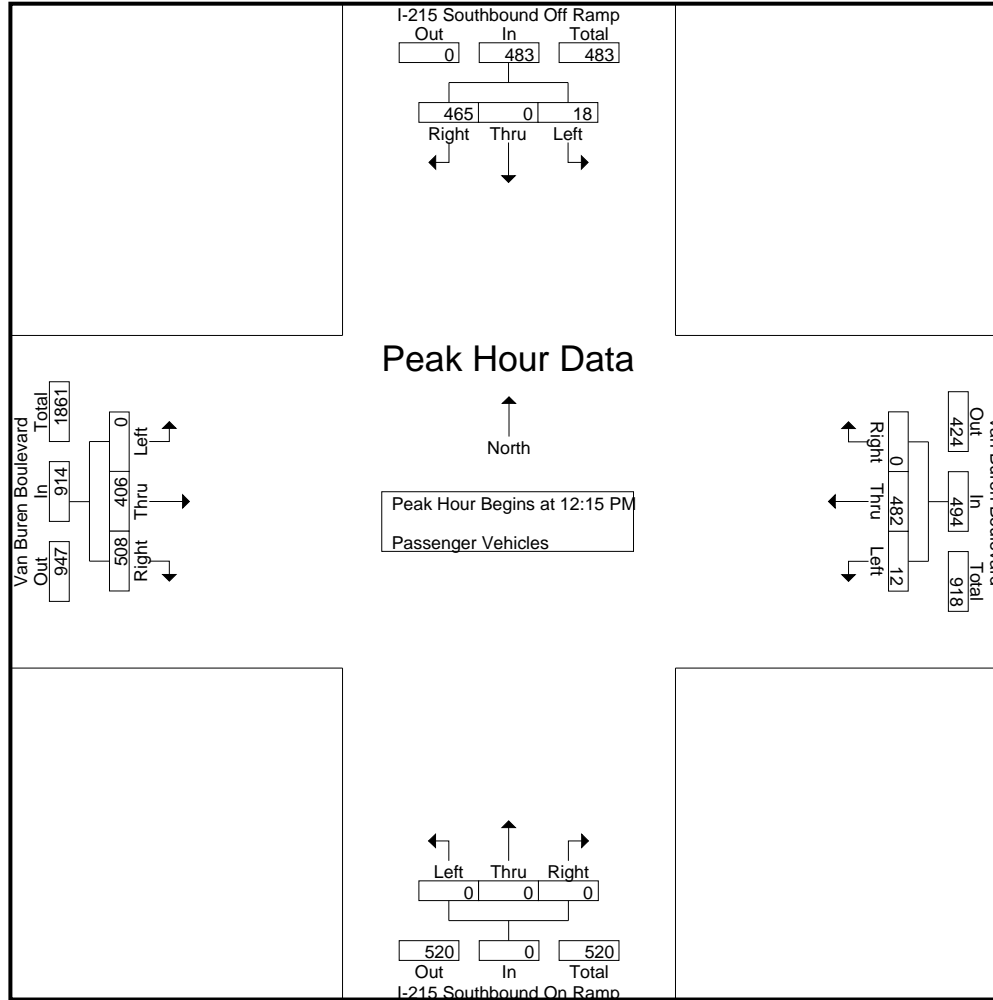 I-215 Southbound Off Ramp
Out In Total
0 483 483
465 0 18
Right Thru Left
Peak Hour Data
North
Peak Hour Begins at 12:15 PM
Passenger Vehicles
Van Buren Boulevard
Total In Out
1861 914 947
0 406 508
Left Thru Right
Van Buren Boulevard
Out In Total
424 494 918
0 482 12
Right Thru Left
Left Thru Right
0 0 0
520 0 520
Out In Total
I-215 Southbound On Ramp